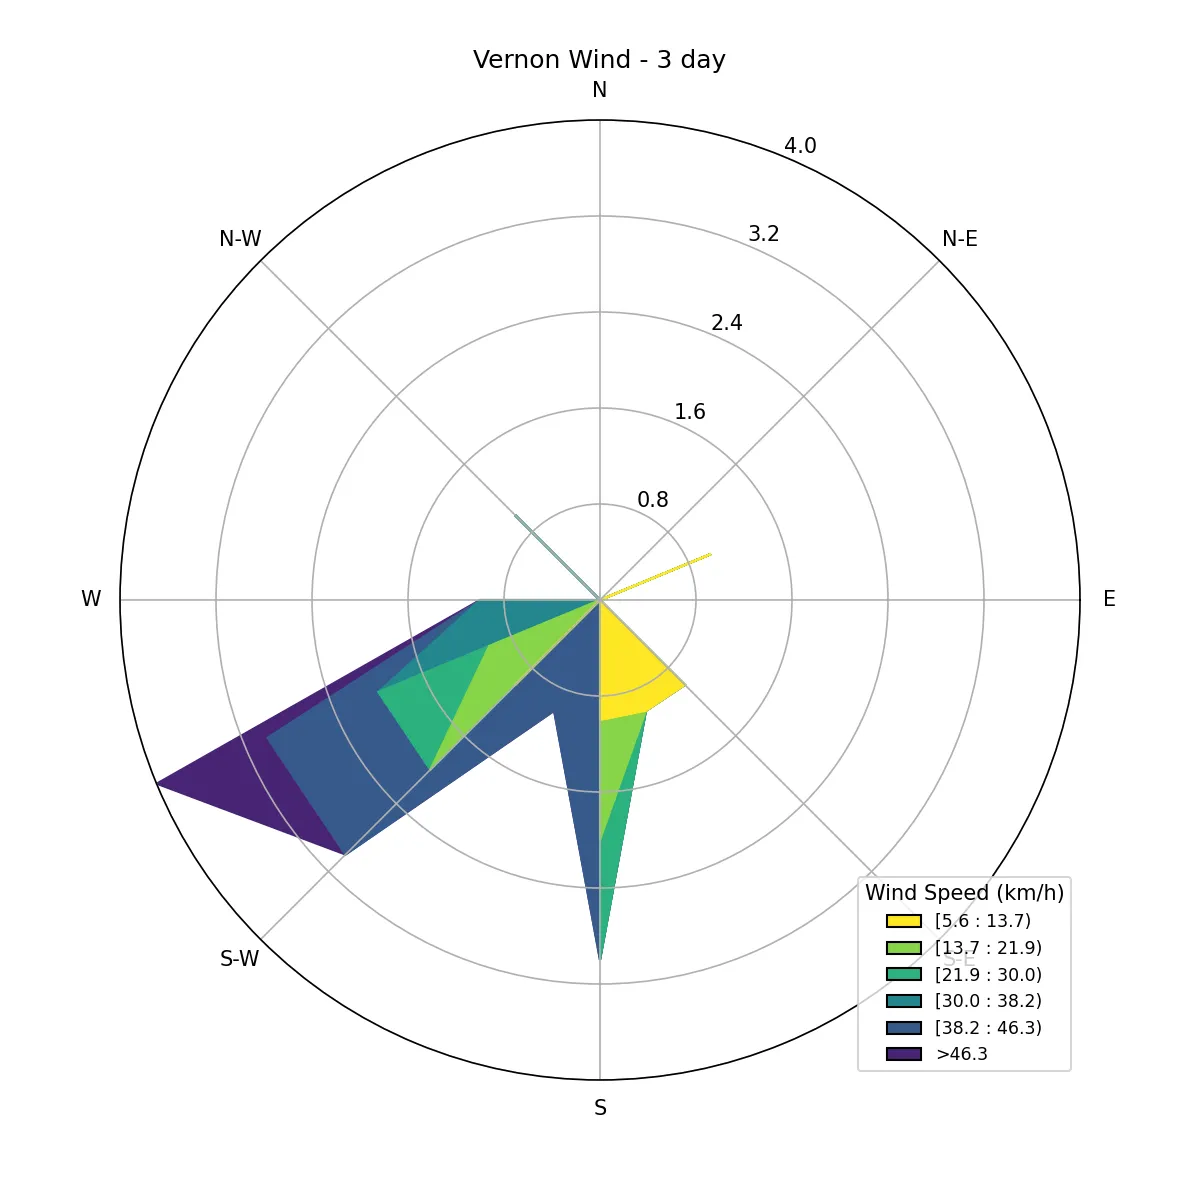 Vernon Wind - 3 day
N
4.0
N-W
3.2
N-E
2.4
1.6
0.8
W
E
S-W
S-E
S
Wind Speed (km/h)
[5.6 : 13.7)
[13.7 : 21.9)
[21.9 : 30.0)
[30.0 : 38.2)
[38.2 : 46.3)
>46.3